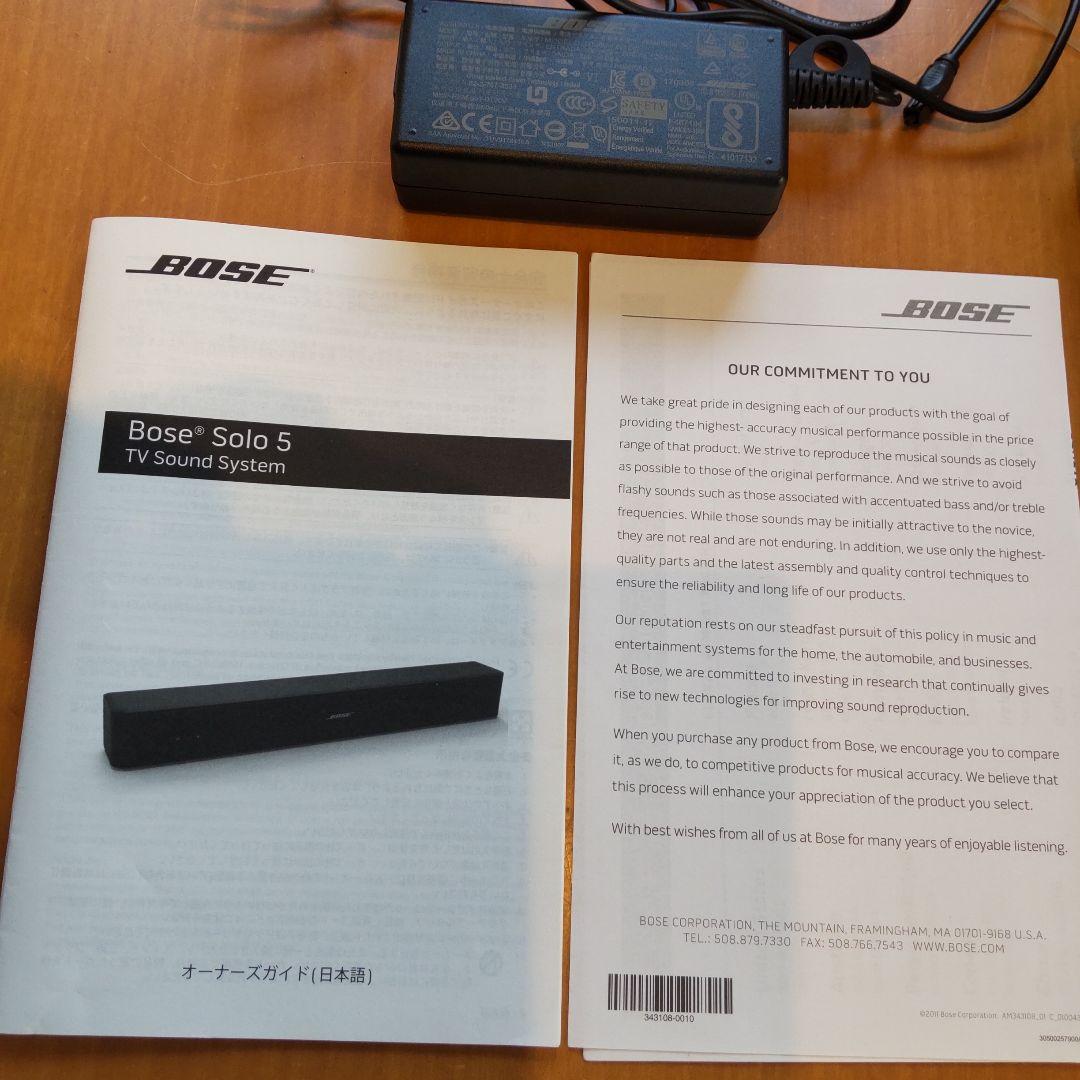 BOSE
SAFETY
Energy Verified
BOSE®
Bose® Solo 5
TV Sound System
BOSE
オーナーズガイド(日本語)
BOSE
OUR COMMITMENT TO YOU
We take great pride in designing each of our products with the goal of
providing the highest- accuracy musical performance possible in the price
range of that product. We strive to reproduce the musical sounds as closely
as possible to those of the original performance. And we strive to avoid
flashy sounds such as those associated with accentuated bass and/or treble
frequencies. While those sounds may be initially attractive to the novice,
they are not real and are not enduring. In addition, we use only the highest-
quality parts and the latest assembly and quality control techniques to
ensure the reliability and long life of our products.
Our reputation rests on our steadfast pursuit of this policy in music and
entertainment systems for the home, the automobile, and businesses.
At Bose, we are committed to investing in research that continually gives
rise to new technologies for improving sound reproduction.
When you purchase any product from Bose, we encourage you to compare
it, as we do, to competitive products for musical accuracy. We believe that
this process will enhance your appreciation of the product you select.
With best wishes from all of us at Bose for many years of enjoyable listening.
BOSE CORPORATION, THE MOUNTAIN, FRAMINGHAM, MA 01701-9168 U.S.A.
TEL.: 508.879.7330 FAX: 508.766.7543 WWW.BOSE.COM
343108-0010
©2011 Bose Corporation. AM343108_01 C_010043
30500257900